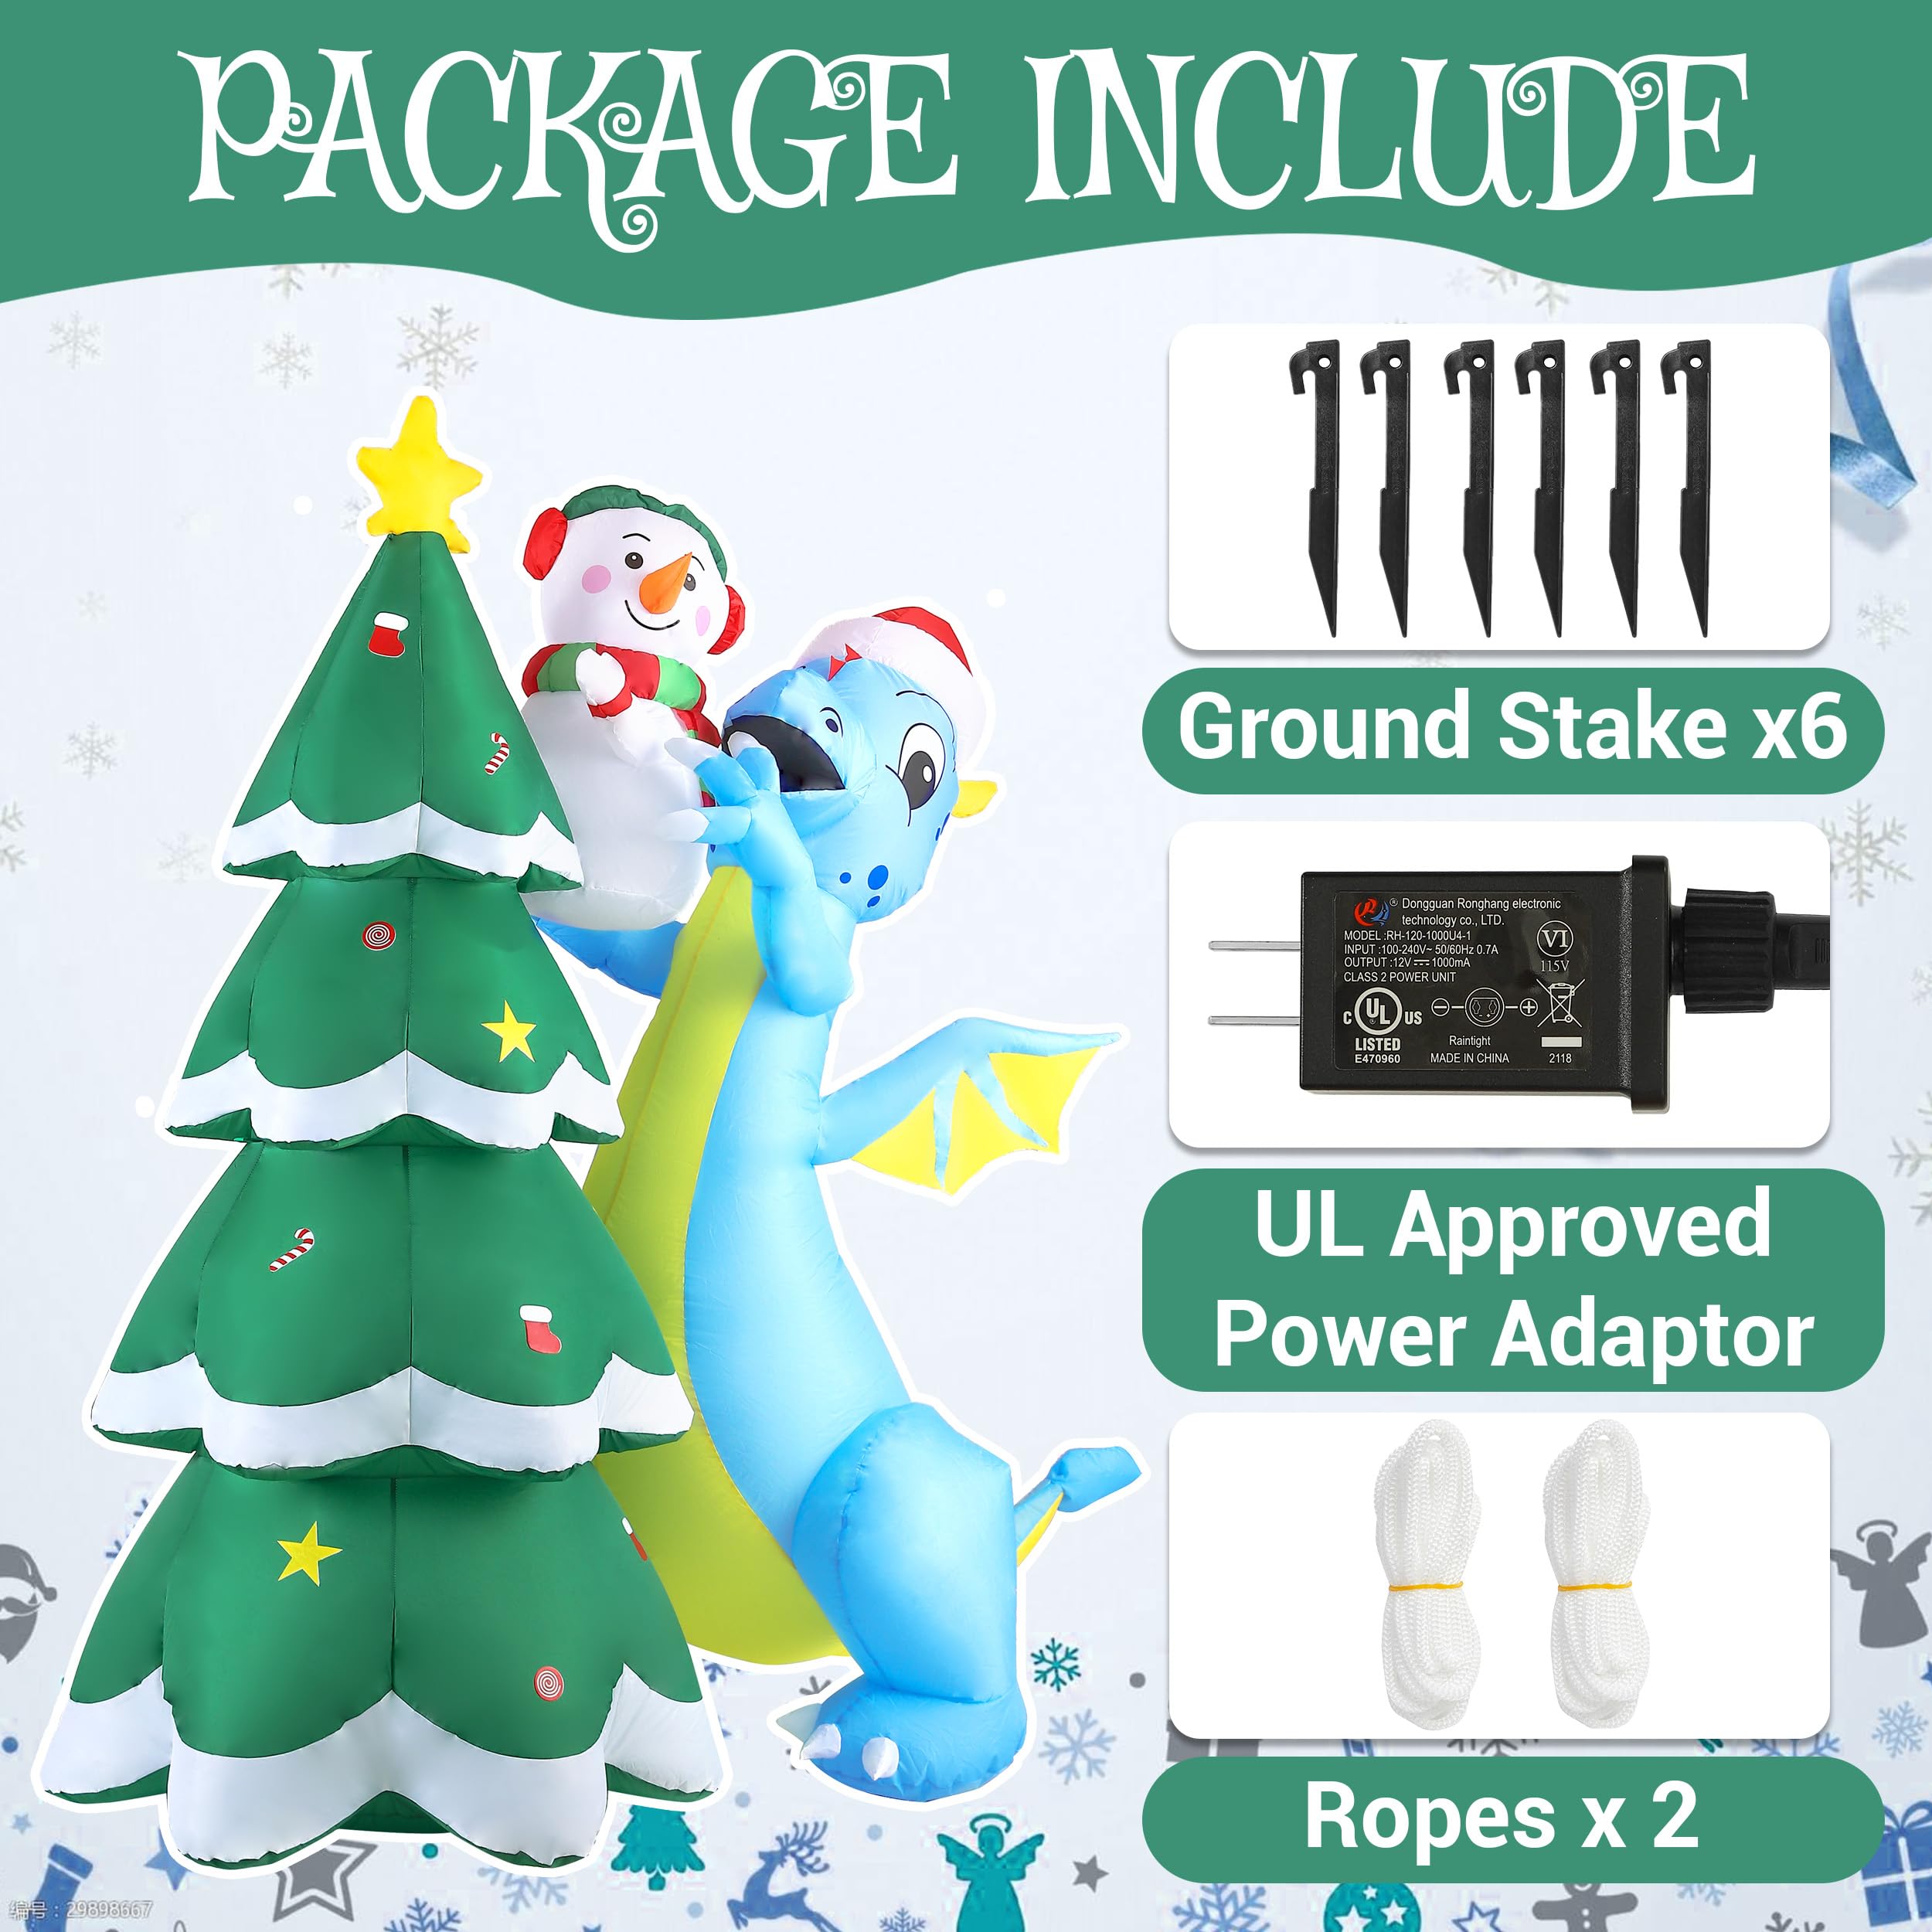 PACKAGE INCLUDE
Ground Stake x6
® Dongguan Ronghang electronic
technology co., LTD.
MODEL :RH-120-1000U4-1
INPUT :100-240V~ 50/60Hz 0.7A
OUTPUT :12V⎓1000mA
CLASS 2 POWER UNIT
VI
115V
C UL US
LISTED
E470960
Raintight
MADE IN CHINA
2118
UL Approved
Power Adaptor
Ropes x 2
编号：29898667